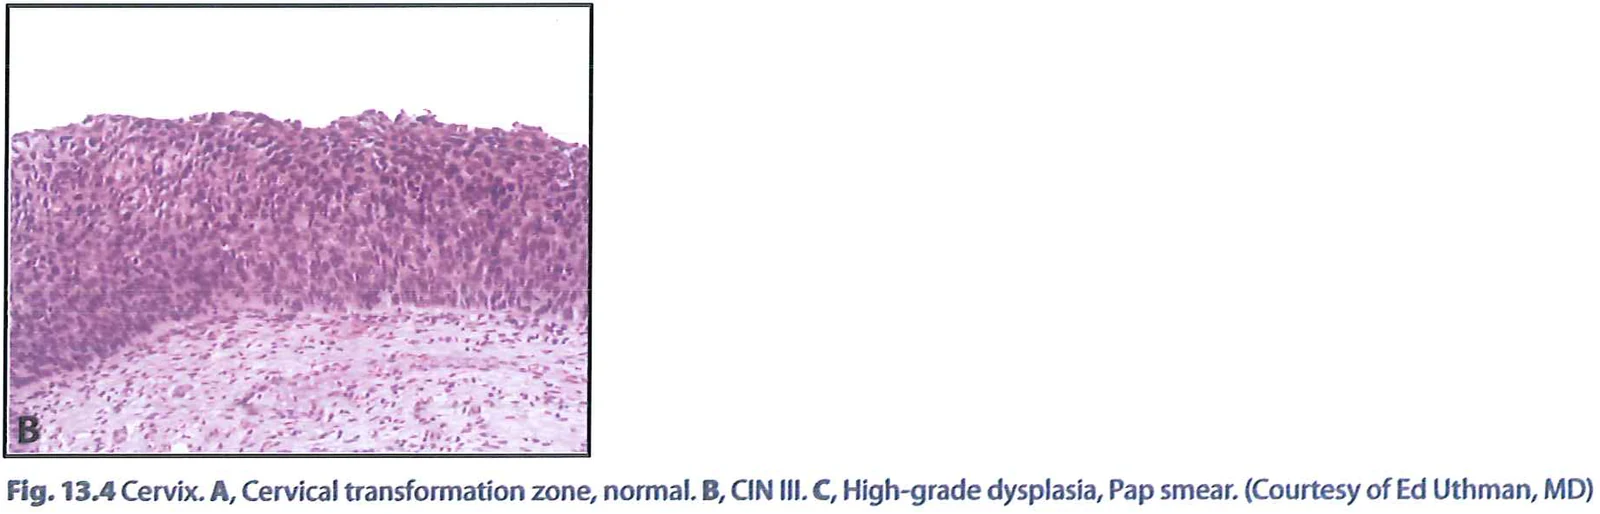 B
Fig. 13.4 Cervix. A, Cervical transformation zone, normal. B, CIN III. C, High-grade dysplasia, Pap smear. (Courtesy of Ed Uthman, MD)